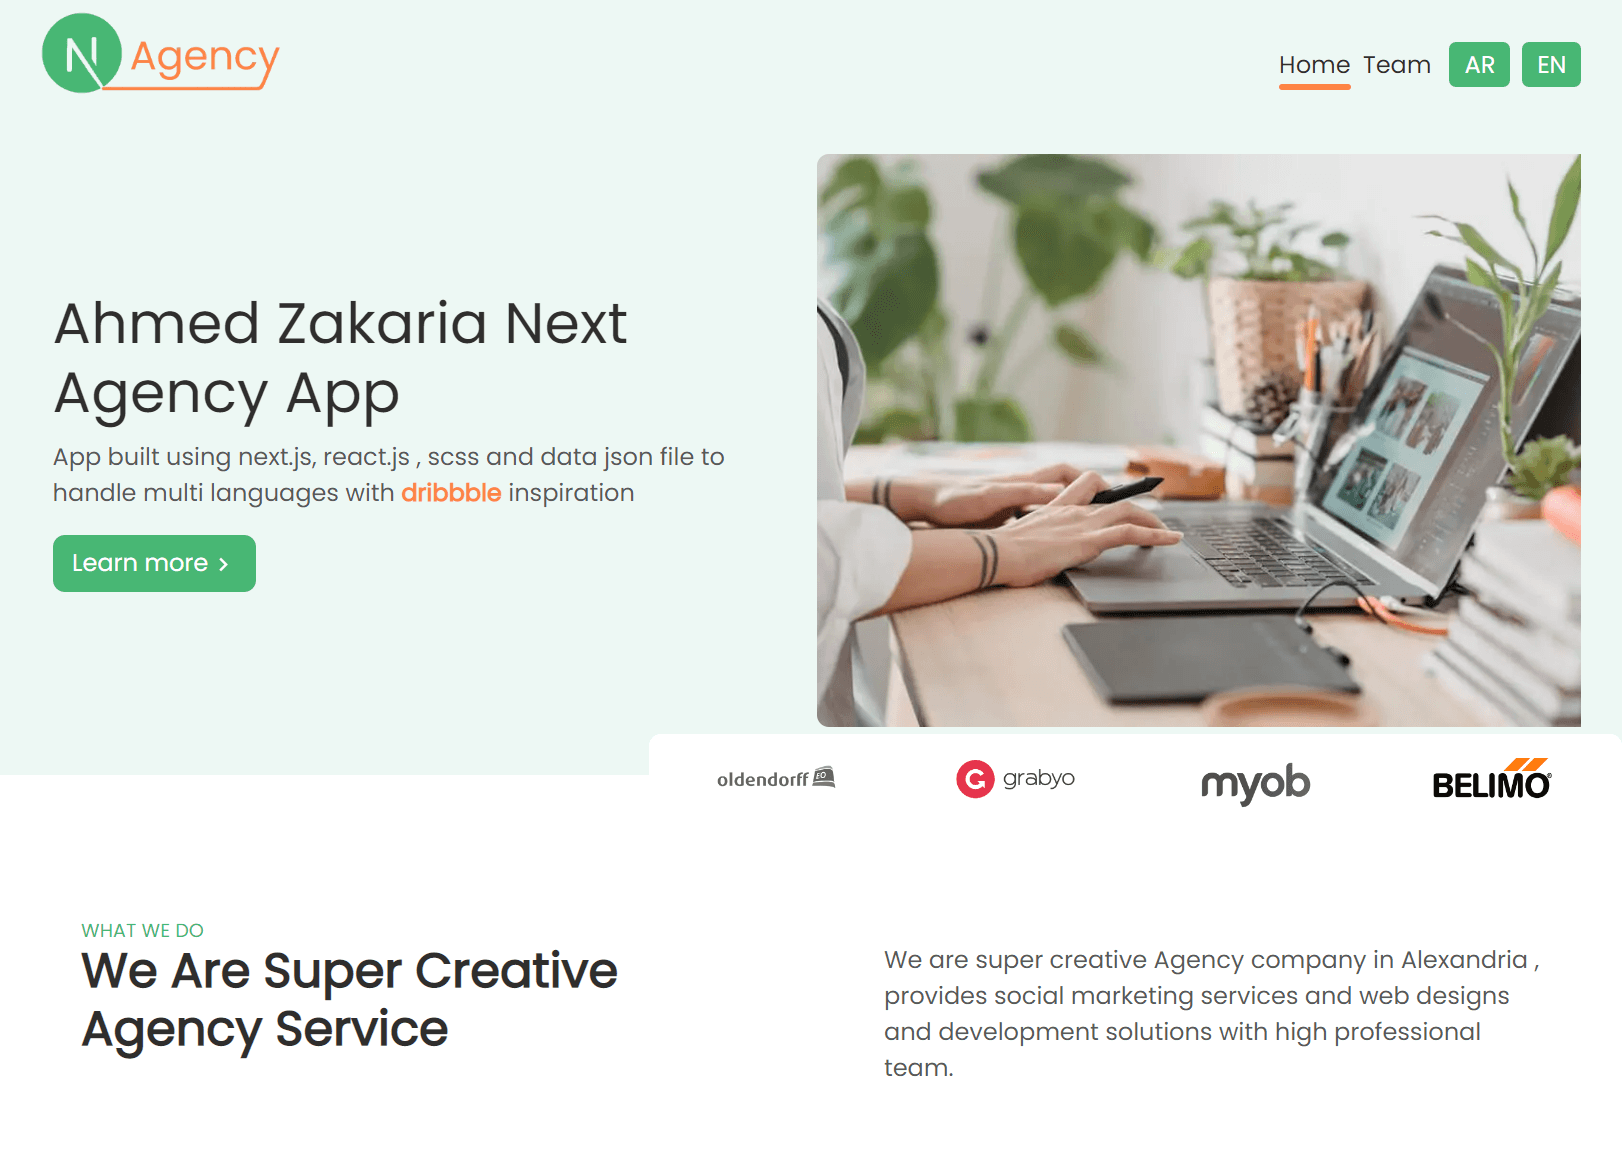 N Agency
Home Team AR EN
Ahmed Zakaria Next
Agency App
App built using next.js, react.js , scss and data json file to
handle multi languages with dribbble inspiration
Learn more ›
oldendorff EO
G grabyo
myob
BELIMO®
WHAT WE DO
We Are Super Creative
Agency Service
We are super creative Agency company in Alexandria ,
provides social marketing services and web designs
and development solutions with high professional
team.